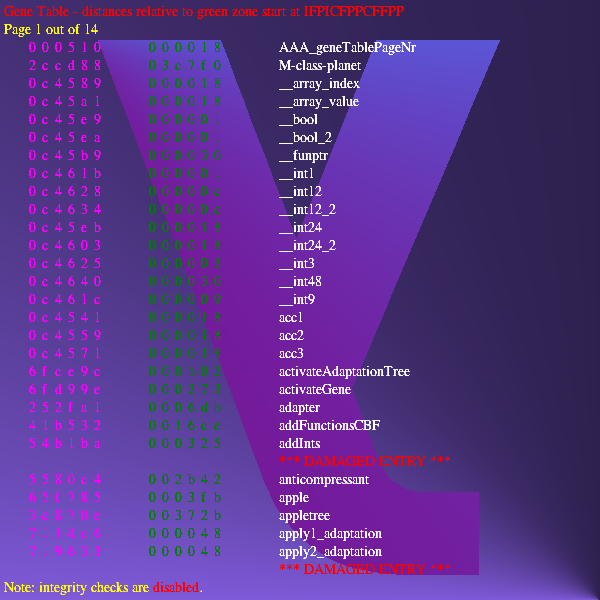 Gene Table - distances relative to green zone start at IFPICFPPCFFPP
Page 1 out of 14
0 0 0 5 1 0 0 0 0 0 1 8 AAA_geneTablePageNr
2 c c d 8 8 0 3 c 7 f 0 M-class-planet
0 c 4 5 8 9 0 0 0 0 1 8 __array_index
0 c 4 5 a 1 0 0 0 0 1 8 __array_value
0 c 4 5 e 9 0 0 0 0 0 1 __bool
0 c 4 5 e a 0 0 0 0 0 1 __bool_2
0 c 4 5 b 9 0 0 0 0 3 0 __funptr
0 c 4 6 1 b 0 0 0 0 0 1 __int1
0 c 4 6 2 8 0 0 0 0 0 c __int12
0 c 4 6 3 4 0 0 0 0 0 c __int12_2
0 c 4 5 e b 0 0 0 0 1 8 __int24
0 c 4 6 0 3 0 0 0 0 1 8 __int24_2
0 c 4 6 2 5 0 0 0 0 0 3 __int3
0 c 4 6 4 0 0 0 0 0 3 0 __int48
0 c 4 6 1 c 0 0 0 0 0 9 __int9
0 c 4 5 4 1 0 0 0 0 1 8 acc1
0 c 4 5 5 9 0 0 0 0 1 8 acc2
0 c 4 5 7 1 0 0 0 0 1 8 acc3
6 f c e 9 c 0 0 0 b 0 9 activateAdaptationTree
6 f d 9 9 e 0 0 0 2 7 3 activateGene
2 5 2 f a 1 0 0 0 6 d b adapter
4 1 b 5 3 2 0 0 1 6 c e addFunctionsCBF
5 4 b 1 b a 0 0 0 3 2 5 addInts
*** DAMAGED ENTRY ***
5 5 8 0 c 4 0 0 2 b 4 2 anticompressant
6 5 f 7 8 5 0 0 0 3 f b apple
0 0 3 7 2 b appletree
7 1 1 d c 6 0 0 0 0 4 8 apply1_adaptation
7 1 9 6 3 3 0 0 0 0 4 8 apply2_adaptation
*** DAMAGED ENTRY ***
Note: integrity checks are disabled.